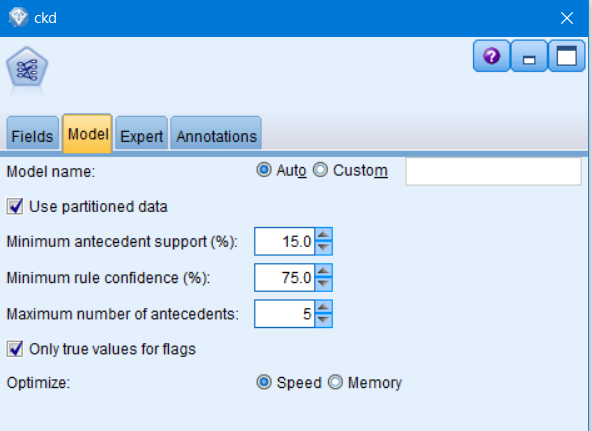 ckd
Fields Model Expert Annotations
Model name: Auto Custom
Use partitioned data
Minimum antecedent support (%): 15.0
Minimum rule confidence (%): 75.0
Maximum number of antecedents: 5
Only true values for flags
Optimize: Speed Memory